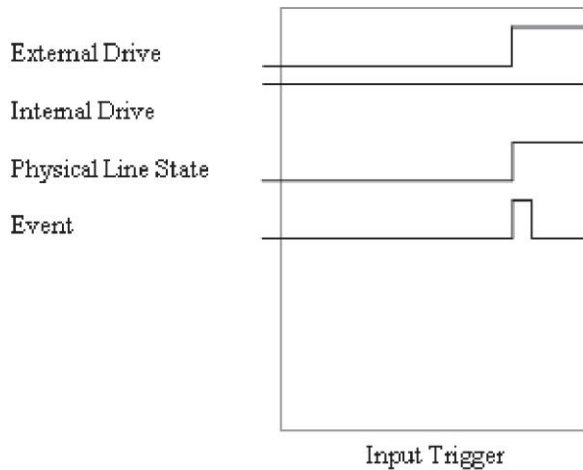 External Drive
Internal Drive
Physical Line State
Event
Input Trigger